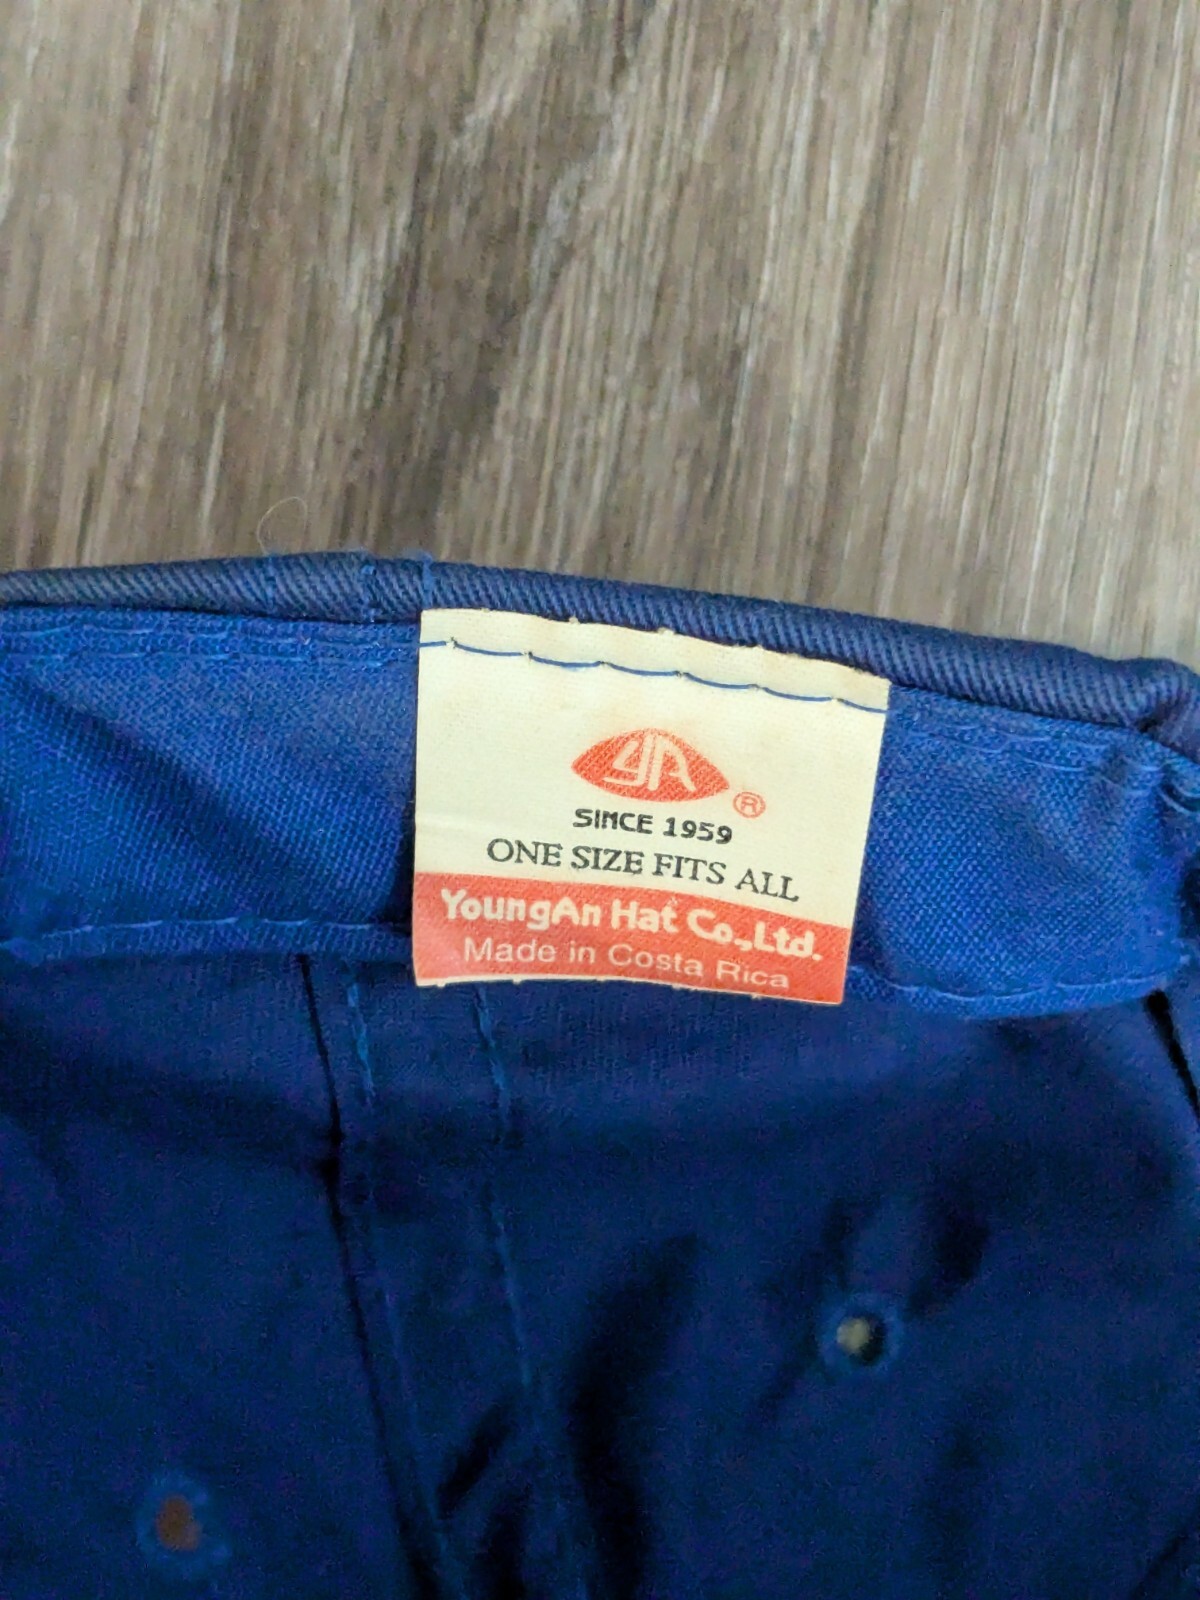 YA ®
SINCE 1959
ONE SIZE FITS ALL
YoungAn Hat Co.,Ltd.
Made in Costa Rica